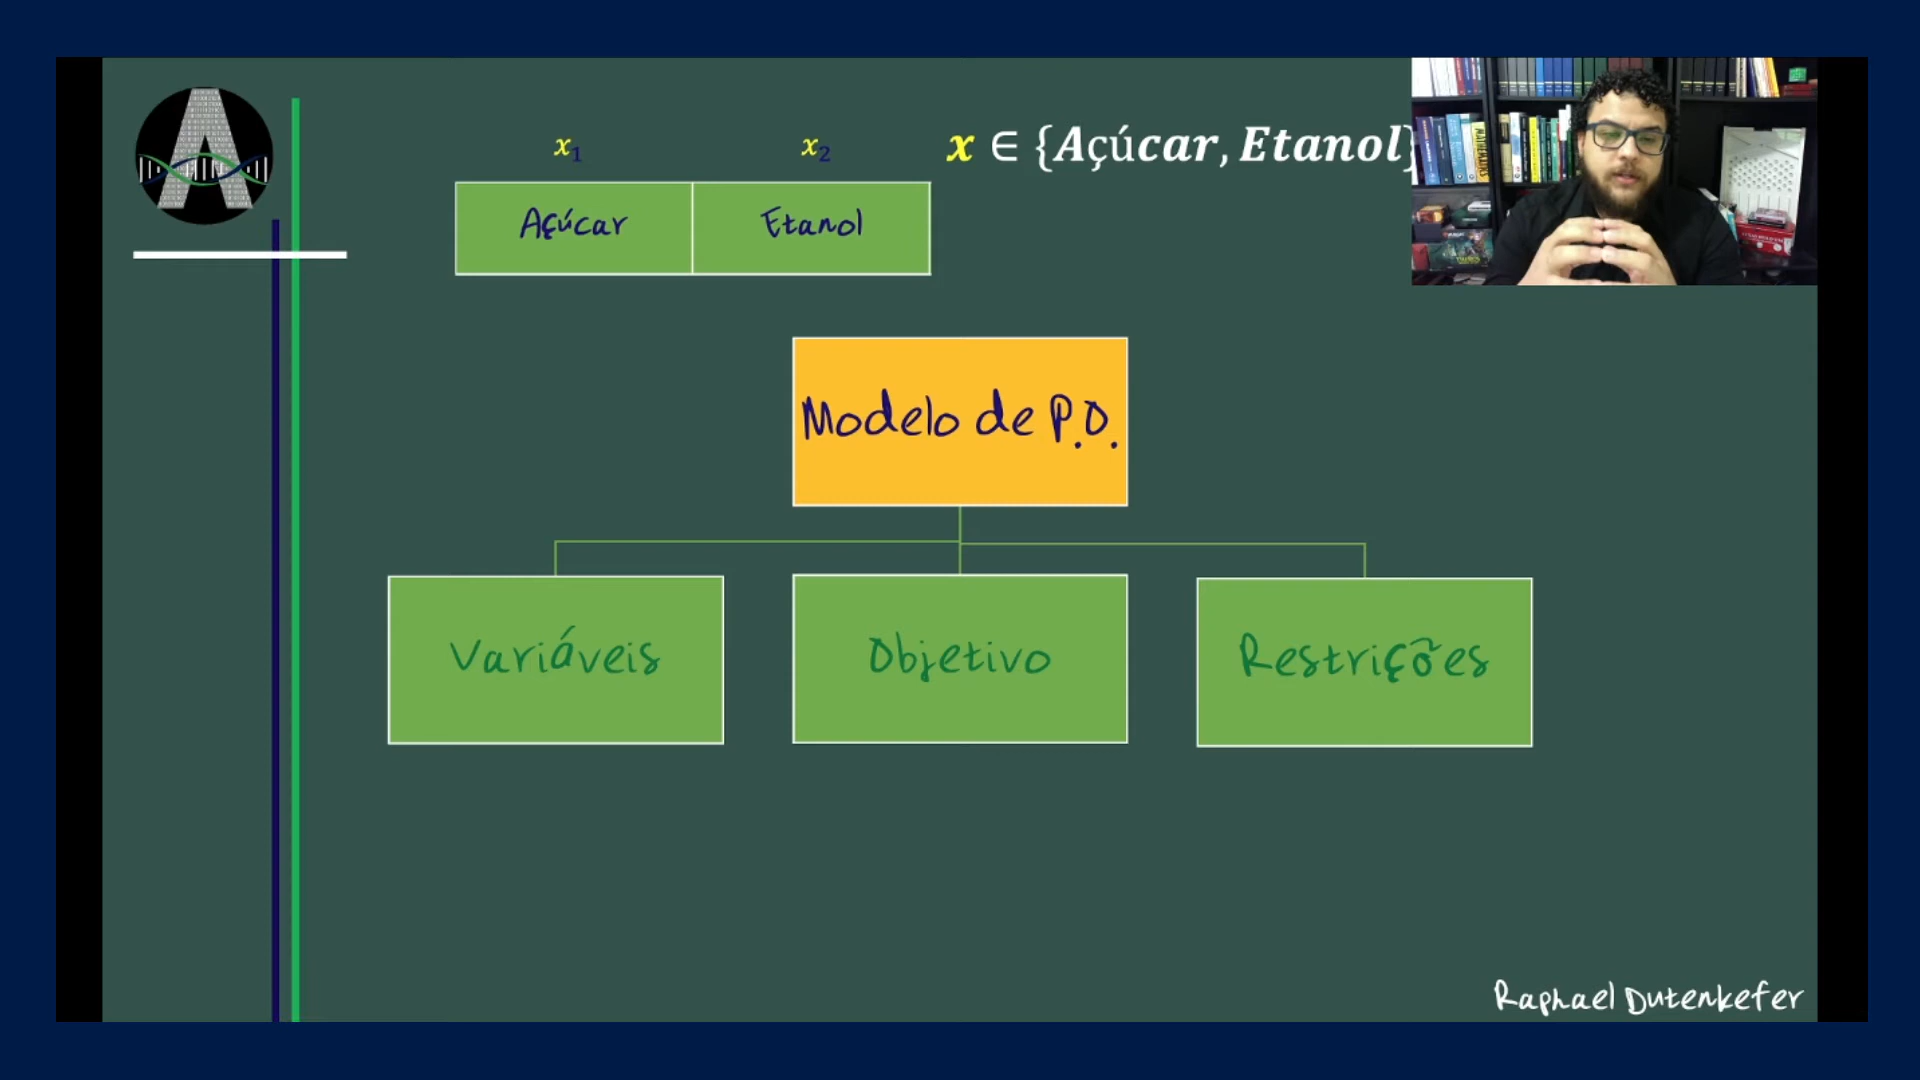 x₁ x₂ x ∈ {Açúcar, Etanol}
Açúcar Etanol
Modelo de P.O.
Variáveis Objetivo Restrições
Raphael Dutenkefer